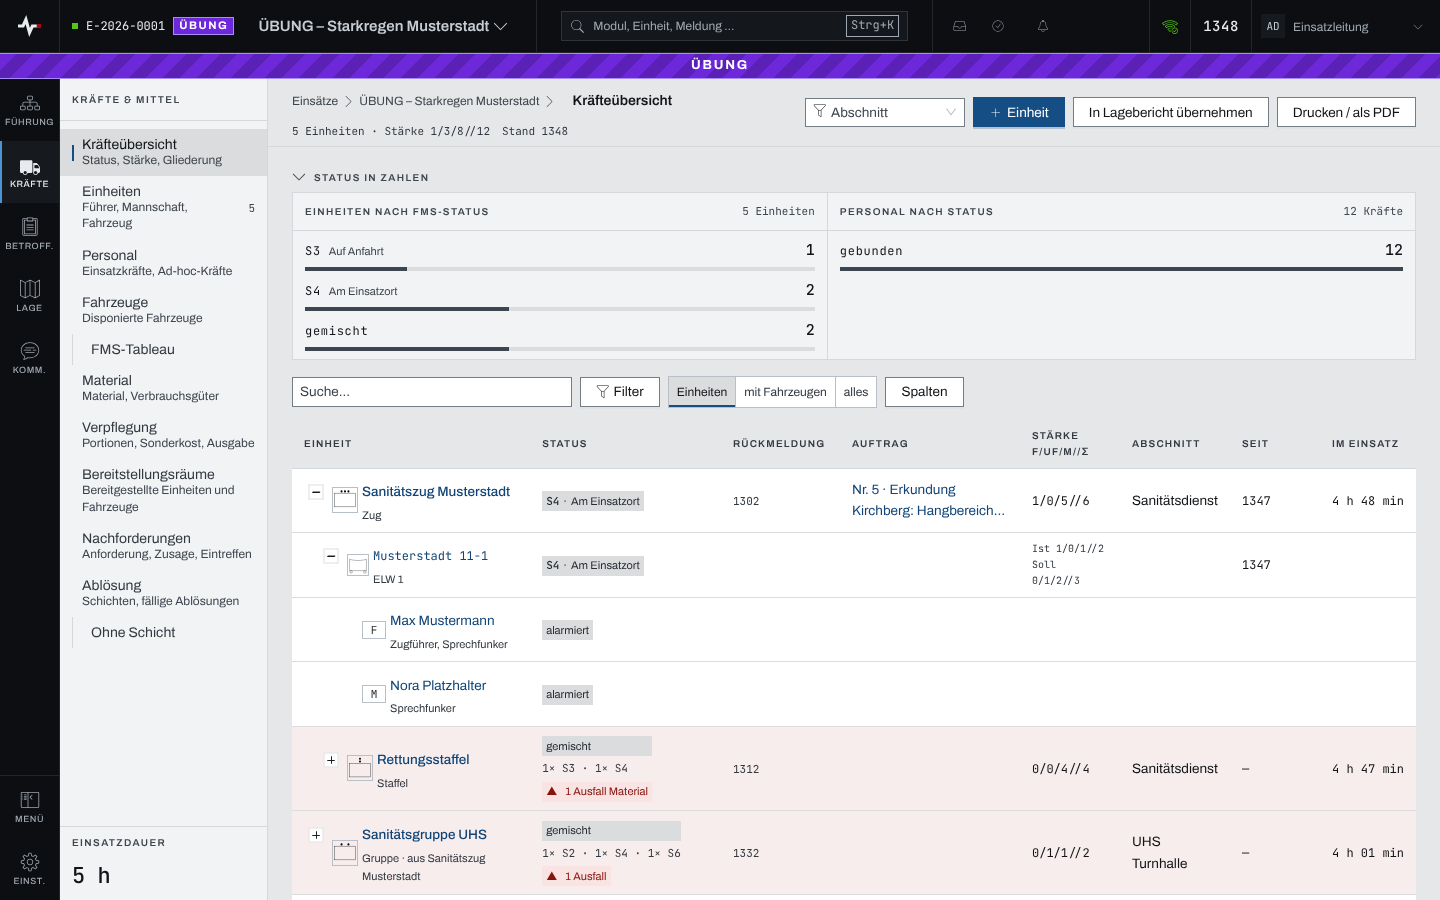 E-2026-0001 ÜBUNG ÜBUNG – Starkregen Musterstadt Modul, Einheit, Meldung ... Strg+K 1348 AD Einsatzleitung
ÜBUNG
FÜHRUNG
KRÄFTE
BETROFF.
LAGE
KOMM.
MENÜ
EINST.
KRÄFTE & MITTEL
Kräfteübersicht
Status, Stärke, Gliederung
Einheiten
Führer, Mannschaft,
Fahrzeug
5
Personal
Einsatzkräfte, Ad-hoc-Kräfte
Fahrzeuge
Disponierte Fahrzeuge
FMS-Tableau
Material
Material, Verbrauchsgüter
Verpflegung
Portionen, Sonderkost, Ausgabe
Bereitstellungsräume
Bereitgestellte Einheiten und
Fahrzeuge
Nachforderungen
Anforderung, Zusage, Eintreffen
Ablösung
Schichten, fällige Ablösungen
Ohne Schicht
EINSATZDAUER
5 h
Einsätze ÜBUNG – Starkregen Musterstadt Kräfteübersicht
5 Einheiten · Stärke 1/3/8//12 Stand 1348
Abschnitt
+ Einheit
In Lagebericht übernehmen
Drucken / als PDF
STATUS IN ZAHLEN
EINHEITEN NACH FMS-STATUS 5 Einheiten
S3 Auf Anfahrt 1
S4 Am Einsatzort 2
gemischt 2
PERSONAL NACH STATUS 12 Kräfte
gebunden 12
Suche... Filter Einheiten mit Fahrzeugen alles Spalten
EINHEIT STATUS RÜCKMELDUNG AUFTRAG STÄRKE F/UF/M//Σ ABSCHNITT SEIT IM EINSATZ
Sanitätszug Musterstadt
Zug
S4 · Am Einsatzort
1302
Nr. 5 · Erkundung
Kirchberg: Hangbereich...
1/0/5//6
Sanitätsdienst
1347
4 h 48 min
Musterstadt 11-1
ELW 1
S4 · Am Einsatzort
Ist 1/0/1//2
Soll
0/1/2//3
1347
F Max Mustermann
Zugführer, Sprechfunker
alarmiert
M Nora Platzhalter
Sprechfunker
alarmiert
Rettungsstaffel
Staffel
gemischt
1× S3 · 1× S4
1 Ausfall Material
1312
0/0/4//4
Sanitätsdienst
–
4 h 47 min
Sanitätsgruppe UHS
Gruppe · aus Sanitätszug
Musterstadt
gemischt
1× S2 · 1× S4 · 1× S6
1 Ausfall
1332
0/1/1//2
UHS
Turnhalle
–
4 h 01 min